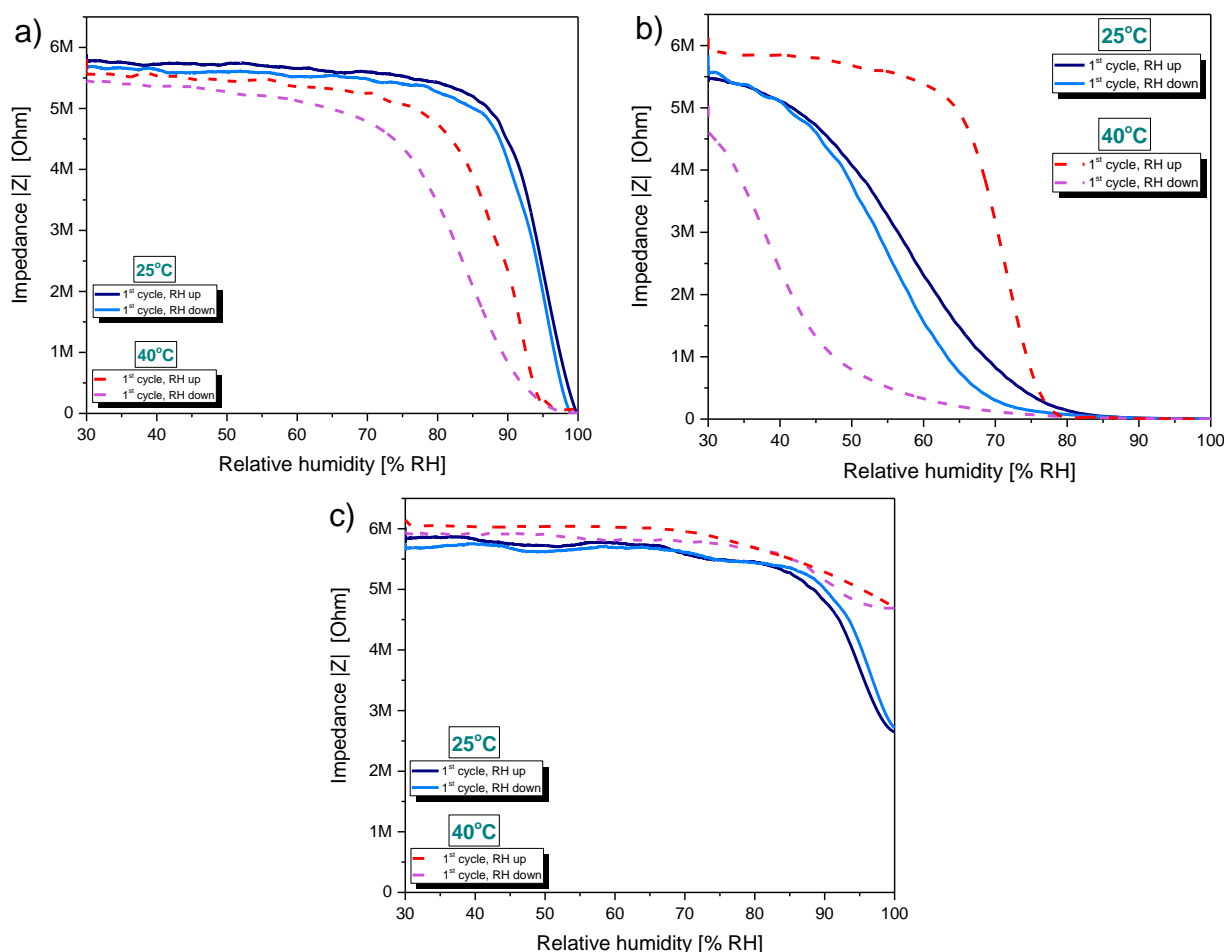 a)
6M
5M
4M
3M
2M
1M
0
Impedance |Z| [Ohm]
25°C
1st cycle, RH up
1st cycle, RH down
40°C
1st cycle, RH up
1st cycle, RH down
30 40 50 60 70 80 90 100
Relative humidity [% RH]
b)
6M
5M
4M
3M
2M
1M
0
Impedance |Z| [Ohm]
25°C
1st cycle, RH up
1st cycle, RH down
40°C
1st cycle, RH up
1st cycle, RH down
30 40 50 60 70 80 90 100
Relative humidity [% RH]
c)
6M
5M
4M
3M
2M
1M
0
Impedance |Z| [Ohm]
25°C
1st cycle, RH up
1st cycle, RH down
40°C
1st cycle, RH up
1st cycle, RH down
30 40 50 60 70 80 90 100
Relative humidity [% RH]